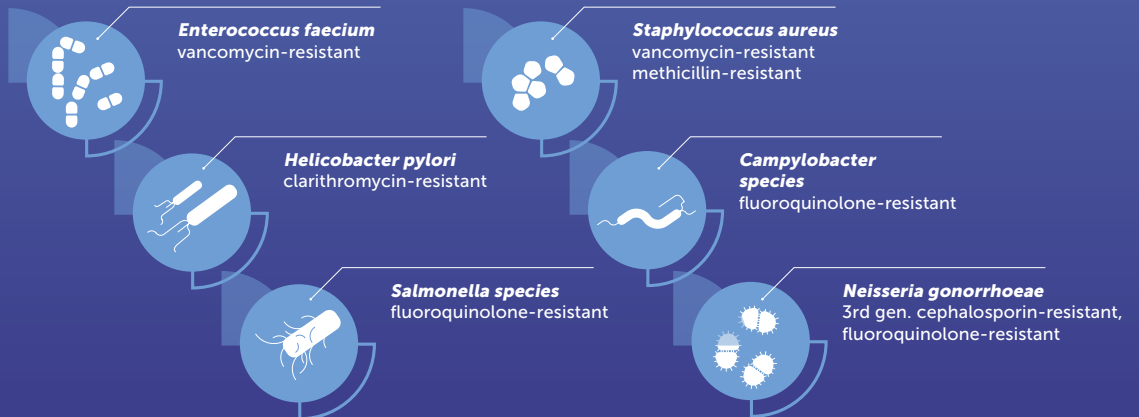 Enterococcus faecium
vancomycin-resistant
Staphylococcus aureus
vancomycin-resistant
methicillin-resistant
Helicobacter pylori
clarithromycin-resistant
Campylobacter
species
fluoroquinolone-resistant
Salmonella species
fluoroquinolone-resistant
Neisseria gonorrhoeae
3rd gen. cephalosporin-resistant,
fluoroquinolone-resistant